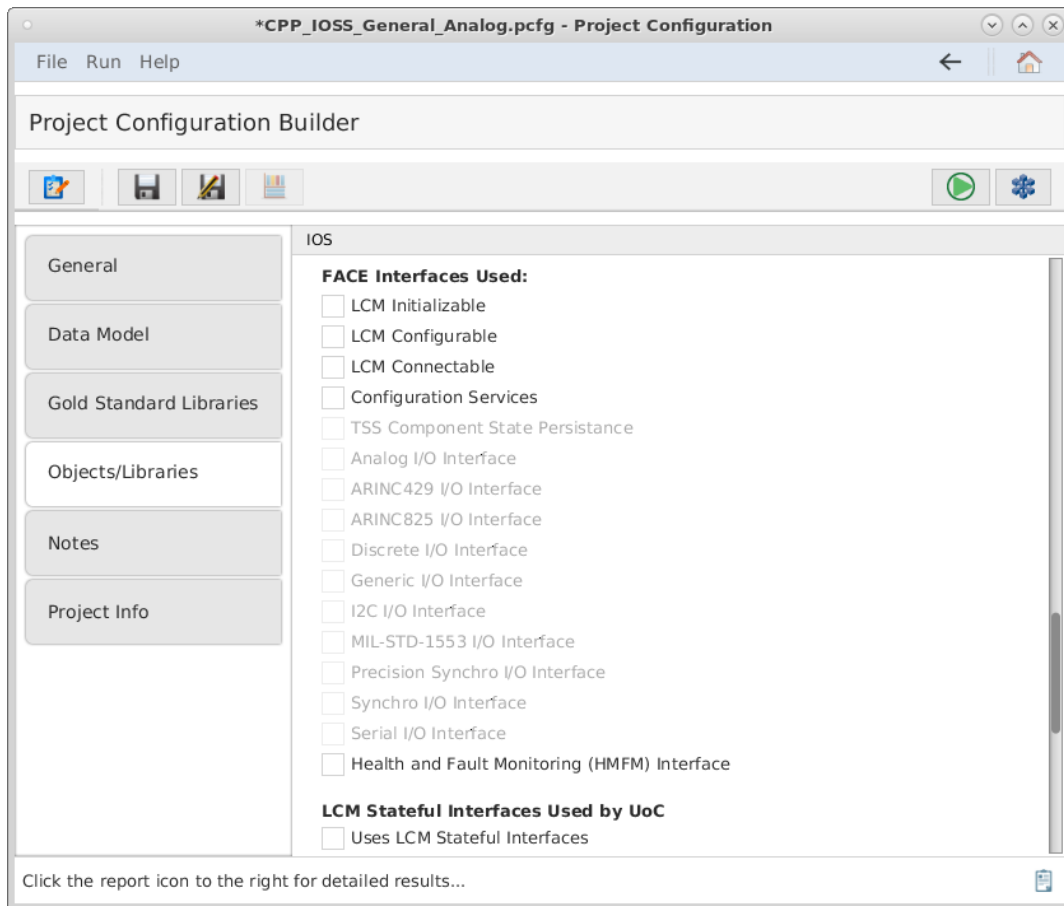 *CPP_IOSS_General_Analog.pcfg - Project Configuration
File Run Help
Project Configuration Builder
General
Data Model
Gold Standard Libraries
Objects/Libraries
Notes
Project Info
IOS
FACE Interfaces Used:
LCM Initializable
LCM Configurable
LCM Connectable
Configuration Services
TSS Component State Persistance
Analog I/O Interface
ARINC429 I/O Interface
ARINC825 I/O Interface
Discrete I/O Interface
Generic I/O Interface
I2C I/O Interface
MIL-STD-1553 I/O Interface
Precision Synchro I/O Interface
Synchro I/O Interface
Serial I/O Interface
Health and Fault Monitoring (HMFM) Interface
LCM Stateful Interfaces Used by UoC
Uses LCM Stateful Interfaces
Click the report icon to the right for detailed results...